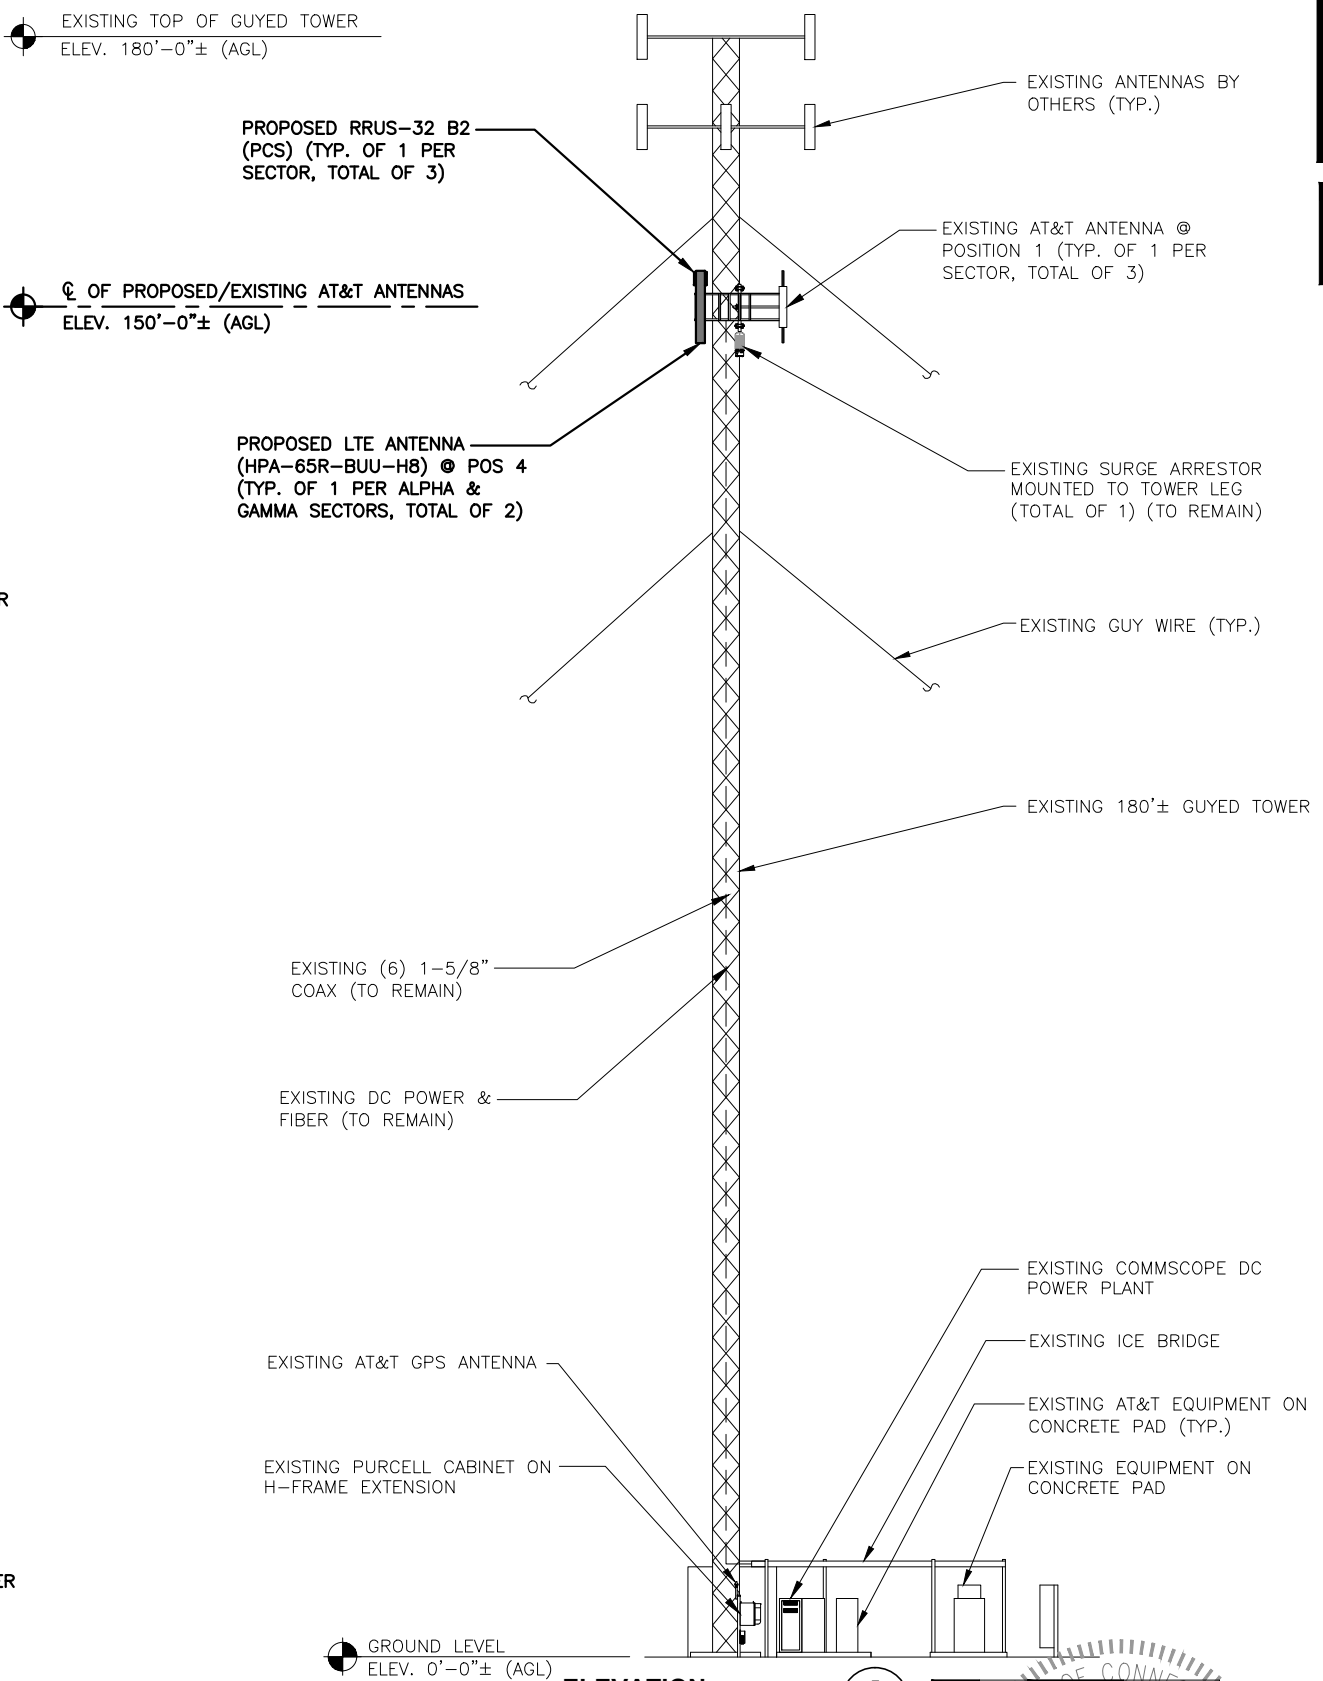 EXISTING TOP OF GUYED TOWER
ELEV. 180'-0"± (AGL)
EXISTING ANTENNAS BY
OTHERS (TYP.)
PROPOSED RRUS-32 B2
(PCS) (TYP. OF 1 PER
SECTOR, TOTAL OF 3)
EXISTING AT&T ANTENNA @
POSITION 1 (TYP. OF 1 PER
SECTOR, TOTAL OF 3)
℄ OF PROPOSED/EXISTING AT&T ANTENNAS
ELEV. 150'-0"± (AGL)
PROPOSED LTE ANTENNA
(HPA-65R-BUU-H8) @ POS 4
(TYP. OF 1 PER ALPHA &
GAMMA SECTORS, TOTAL OF 2)
EXISTING SURGE ARRESTOR
MOUNTED TO TOWER LEG
(TOTAL OF 1) (TO REMAIN)
R
EXISTING GUY WIRE (TYP.)
EXISTING 180'± GUYED TOWER
EXISTING (6) 1-5/8"
COAX (TO REMAIN)
EXISTING DC POWER &
FIBER (TO REMAIN)
EXISTING COMMSCOPE DC
POWER PLANT
EXISTING ICE BRIDGE
EXISTING AT&T GPS ANTENNA
EXISTING AT&T EQUIPMENT ON
CONCRETE PAD (TYP.)
EXISTING PURCELL CABINET ON
H-FRAME EXTENSION
EXISTING EQUIPMENT ON
CONCRETE PAD
ER
GROUND LEVEL
ELEV. 0'-0"± (AGL)
ELEVATION
OF CONNE